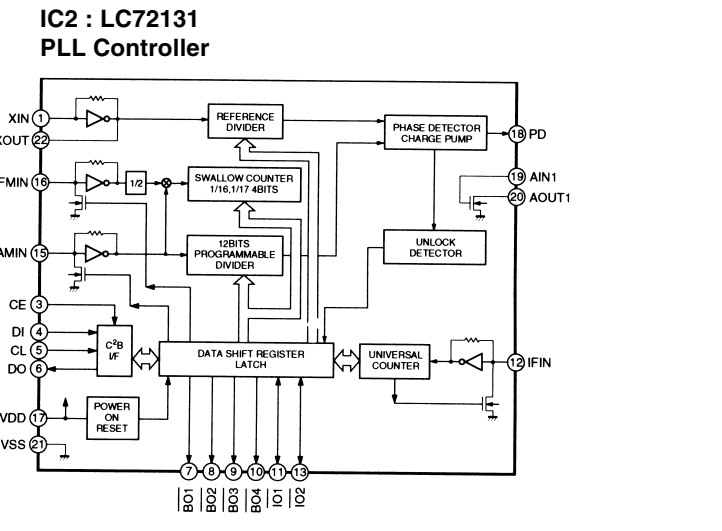 IC2 : LC72131
PLL Controller
XIN 1
REFERENCE
DIVIDER
PHASE DETECTOR
CHARGE PUMP
18 PD
XOUT 22
FMIN 16
1/2
SWALLOW COUNTER
1/16,1/17 4BITS
19 AIN1
20 AOUT1
AMIN 15
12BITS
PROGRAMMABLE
DIVIDER
UNLOCK
DETECTOR
CE 3
DI 4
CL 5
DO 6
C²B
I/F
DATA SHIFT REGISTER
LATCH
UNIVERSAL
COUNTER
12 IFIN
VDD 17
POWER
ON
RESET
VSS 21
7 8 9 10 11 13
BO1 BO2 BO3 BO4 IO1 IO2